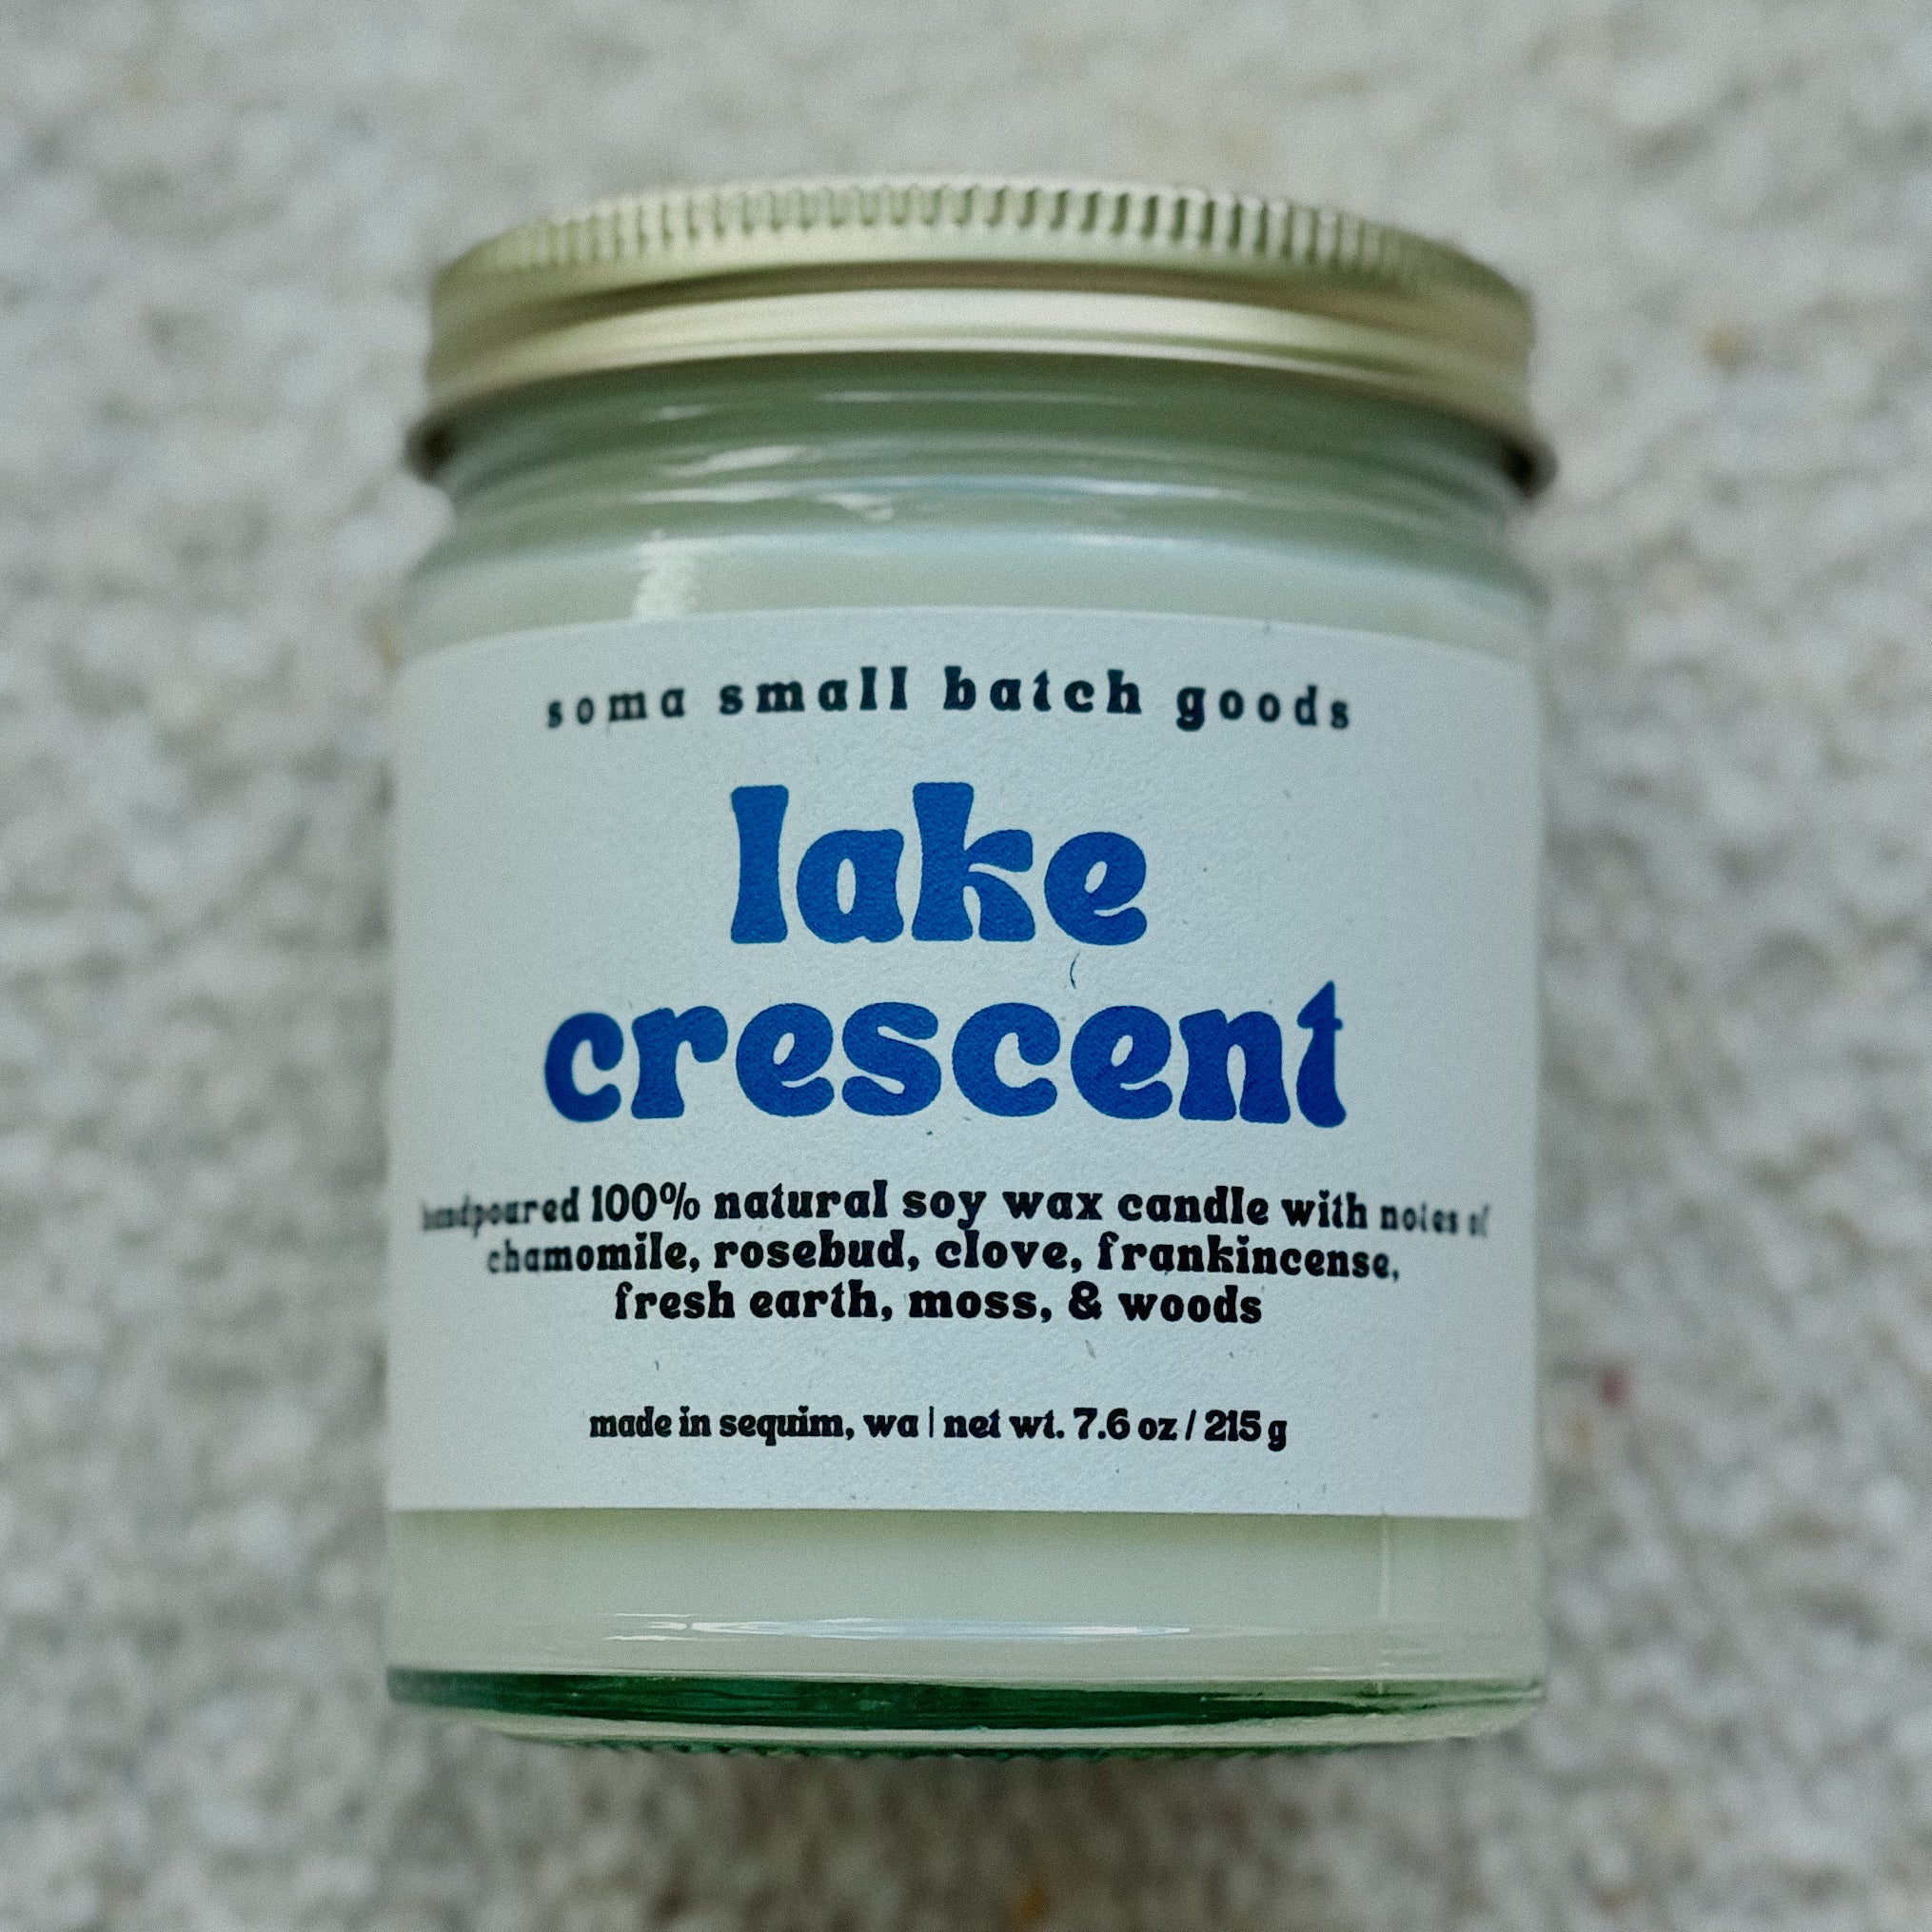 soma small batch goods
lake
crescent
handpoured 100% natural soy wax candle with notes of
chamomile, rosebud, clove, frankincense,
fresh earth, moss, & woods
made in sequim, wa | net wt. 7.6 oz / 215 g